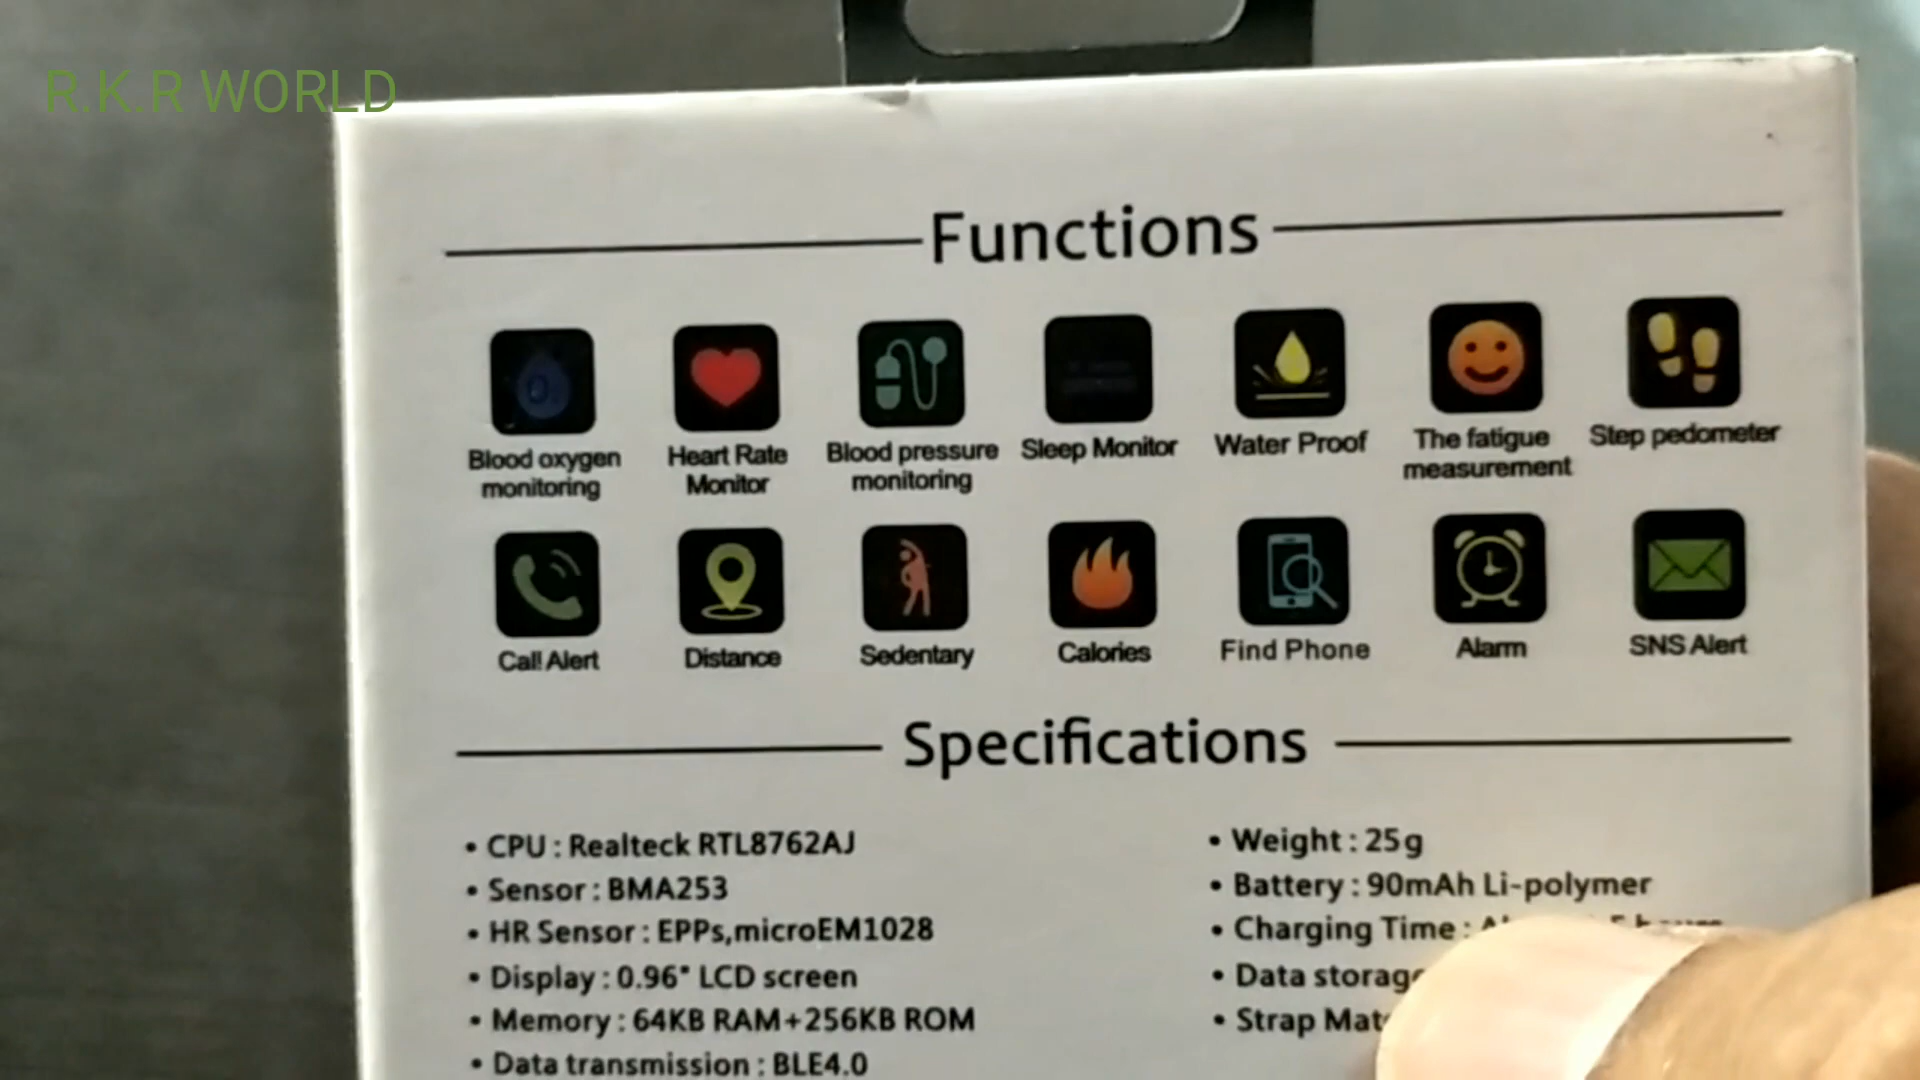 R.K.R WORLD
Functions
Blood oxygen
monitoring
Heart Rate
Monitor
Blood pressure
monitoring
Sleep Monitor
Water Proof
The fatigue
measurement
Step pedometer
Call Alert
Distance
Sedentary
Calories
Find Phone
Alarm
SNS Alert
Specifications
• CPU : Realteck RTL8762AJ
• Sensor : BMA253
• HR Sensor : EPPs,microEM1028
• Display : 0.96" LCD screen
• Memory : 64KB RAM+256KB ROM
• Data transmission : BLE4.0
• Weight : 25g
• Battery : 90mAh Li-polymer
• Charging Time :
• Data
• Strap